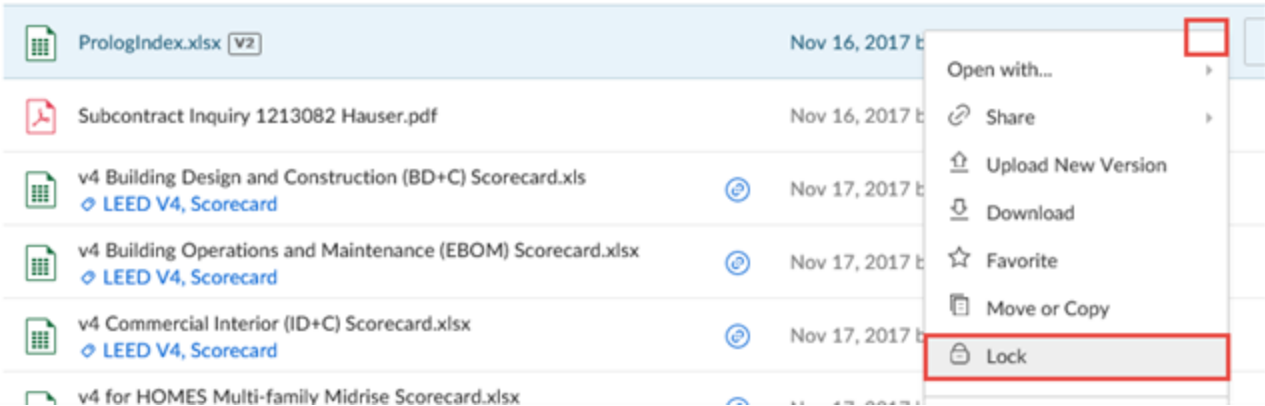 PrologIndex.xlsx V2 Nov 16, 2017 b
Open with...
Subcontract Inquiry 1213082 Hauser.pdf Nov 16, 2017 b
Share
v4 Building Design and Construction (BD+C) Scorecard.xls
LEED V4, Scorecard
Nov 17, 2017 b
Upload New Version
Download
v4 Building Operations and Maintenance (EBOM) Scorecard.xlsx
LEED V4, Scorecard
Nov 17, 2017 b
Favorite
Move or Copy
v4 Commercial Interior (ID+C) Scorecard.xlsx
LEED V4, Scorecard
Nov 17, 2017 b
Lock
v4 for HOMES Multi-family Midrise Scorecard.xlsx